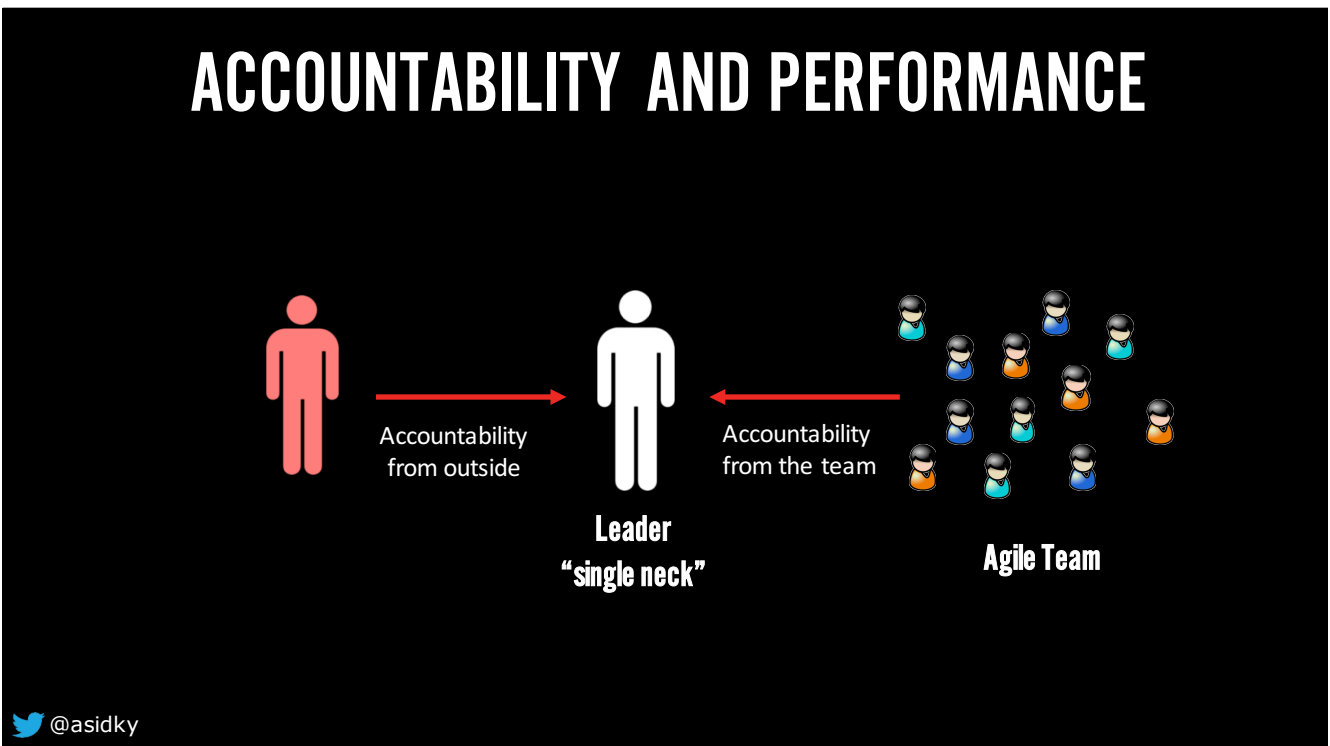 ACCOUNTABILITY AND PERFORMANCE
Accountability
from outside
Accountability
from the team
Leader
“single neck”
Agile Team
@asidky